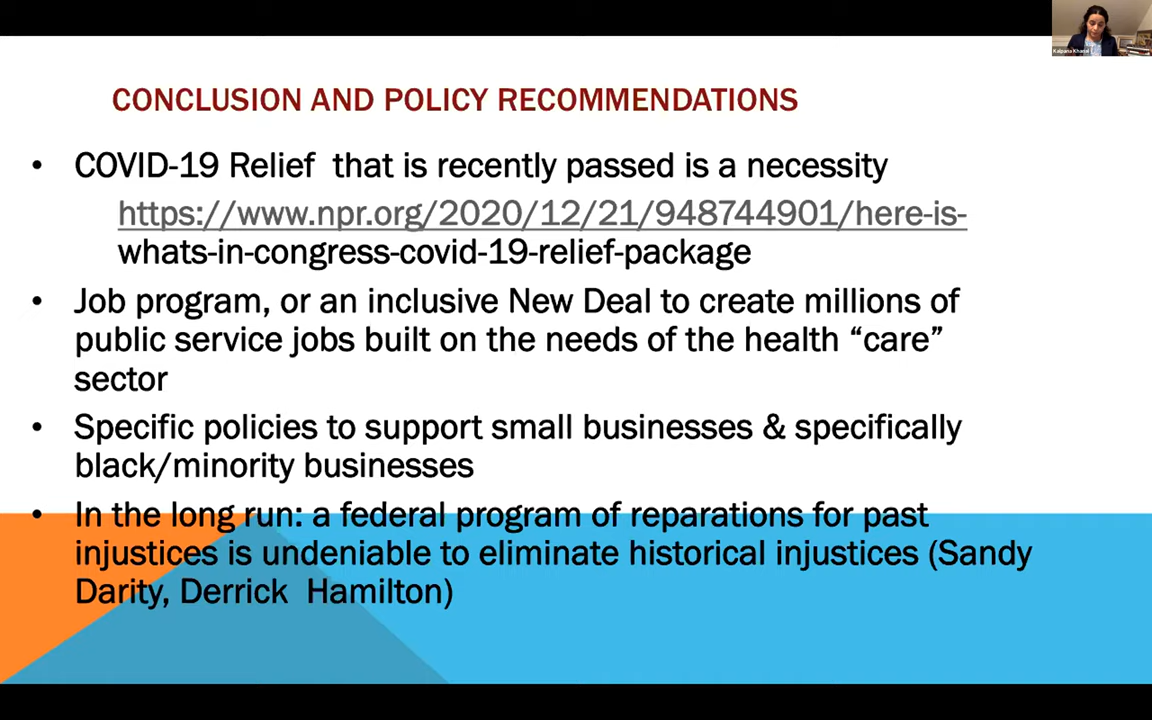 Kalpana Khanal
CONCLUSION AND POLICY RECOMMENDATIONS
• COVID-19 Relief that is recently passed is a necessity
https://www.npr.org/2020/12/21/948744901/here-is-
whats-in-congress-covid-19-relief-package
• Job program, or an inclusive New Deal to create millions of
public service jobs built on the needs of the health “care”
sector
• Specific policies to support small businesses & specifically
black/minority businesses
• In the long run: a federal program of reparations for past
injustices is undeniable to eliminate historical injustices (Sandy
Darity, Derrick Hamilton)